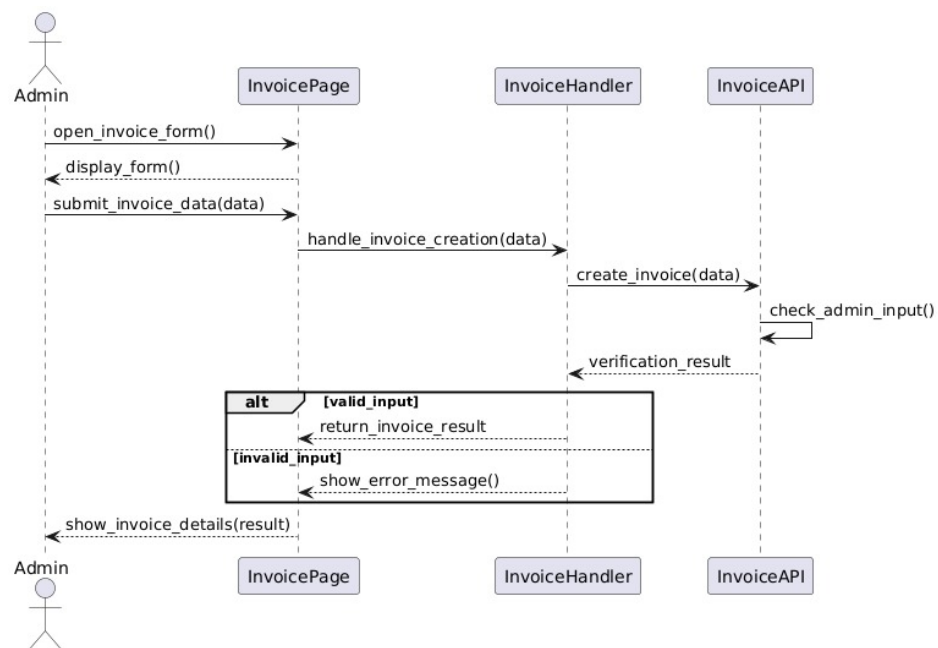 Admin
InvoicePage
InvoiceHandler
InvoiceAPI
open_invoice_form()
display_form()
submit_invoice_data(data)
handle_invoice_creation(data)
create_invoice(data)
check_admin_input()
verification_result
alt [valid_input]
return_invoice_result
[invalid_input]
show_error_message()
show_invoice_details(result)
Admin
InvoicePage
InvoiceHandler
InvoiceAPI